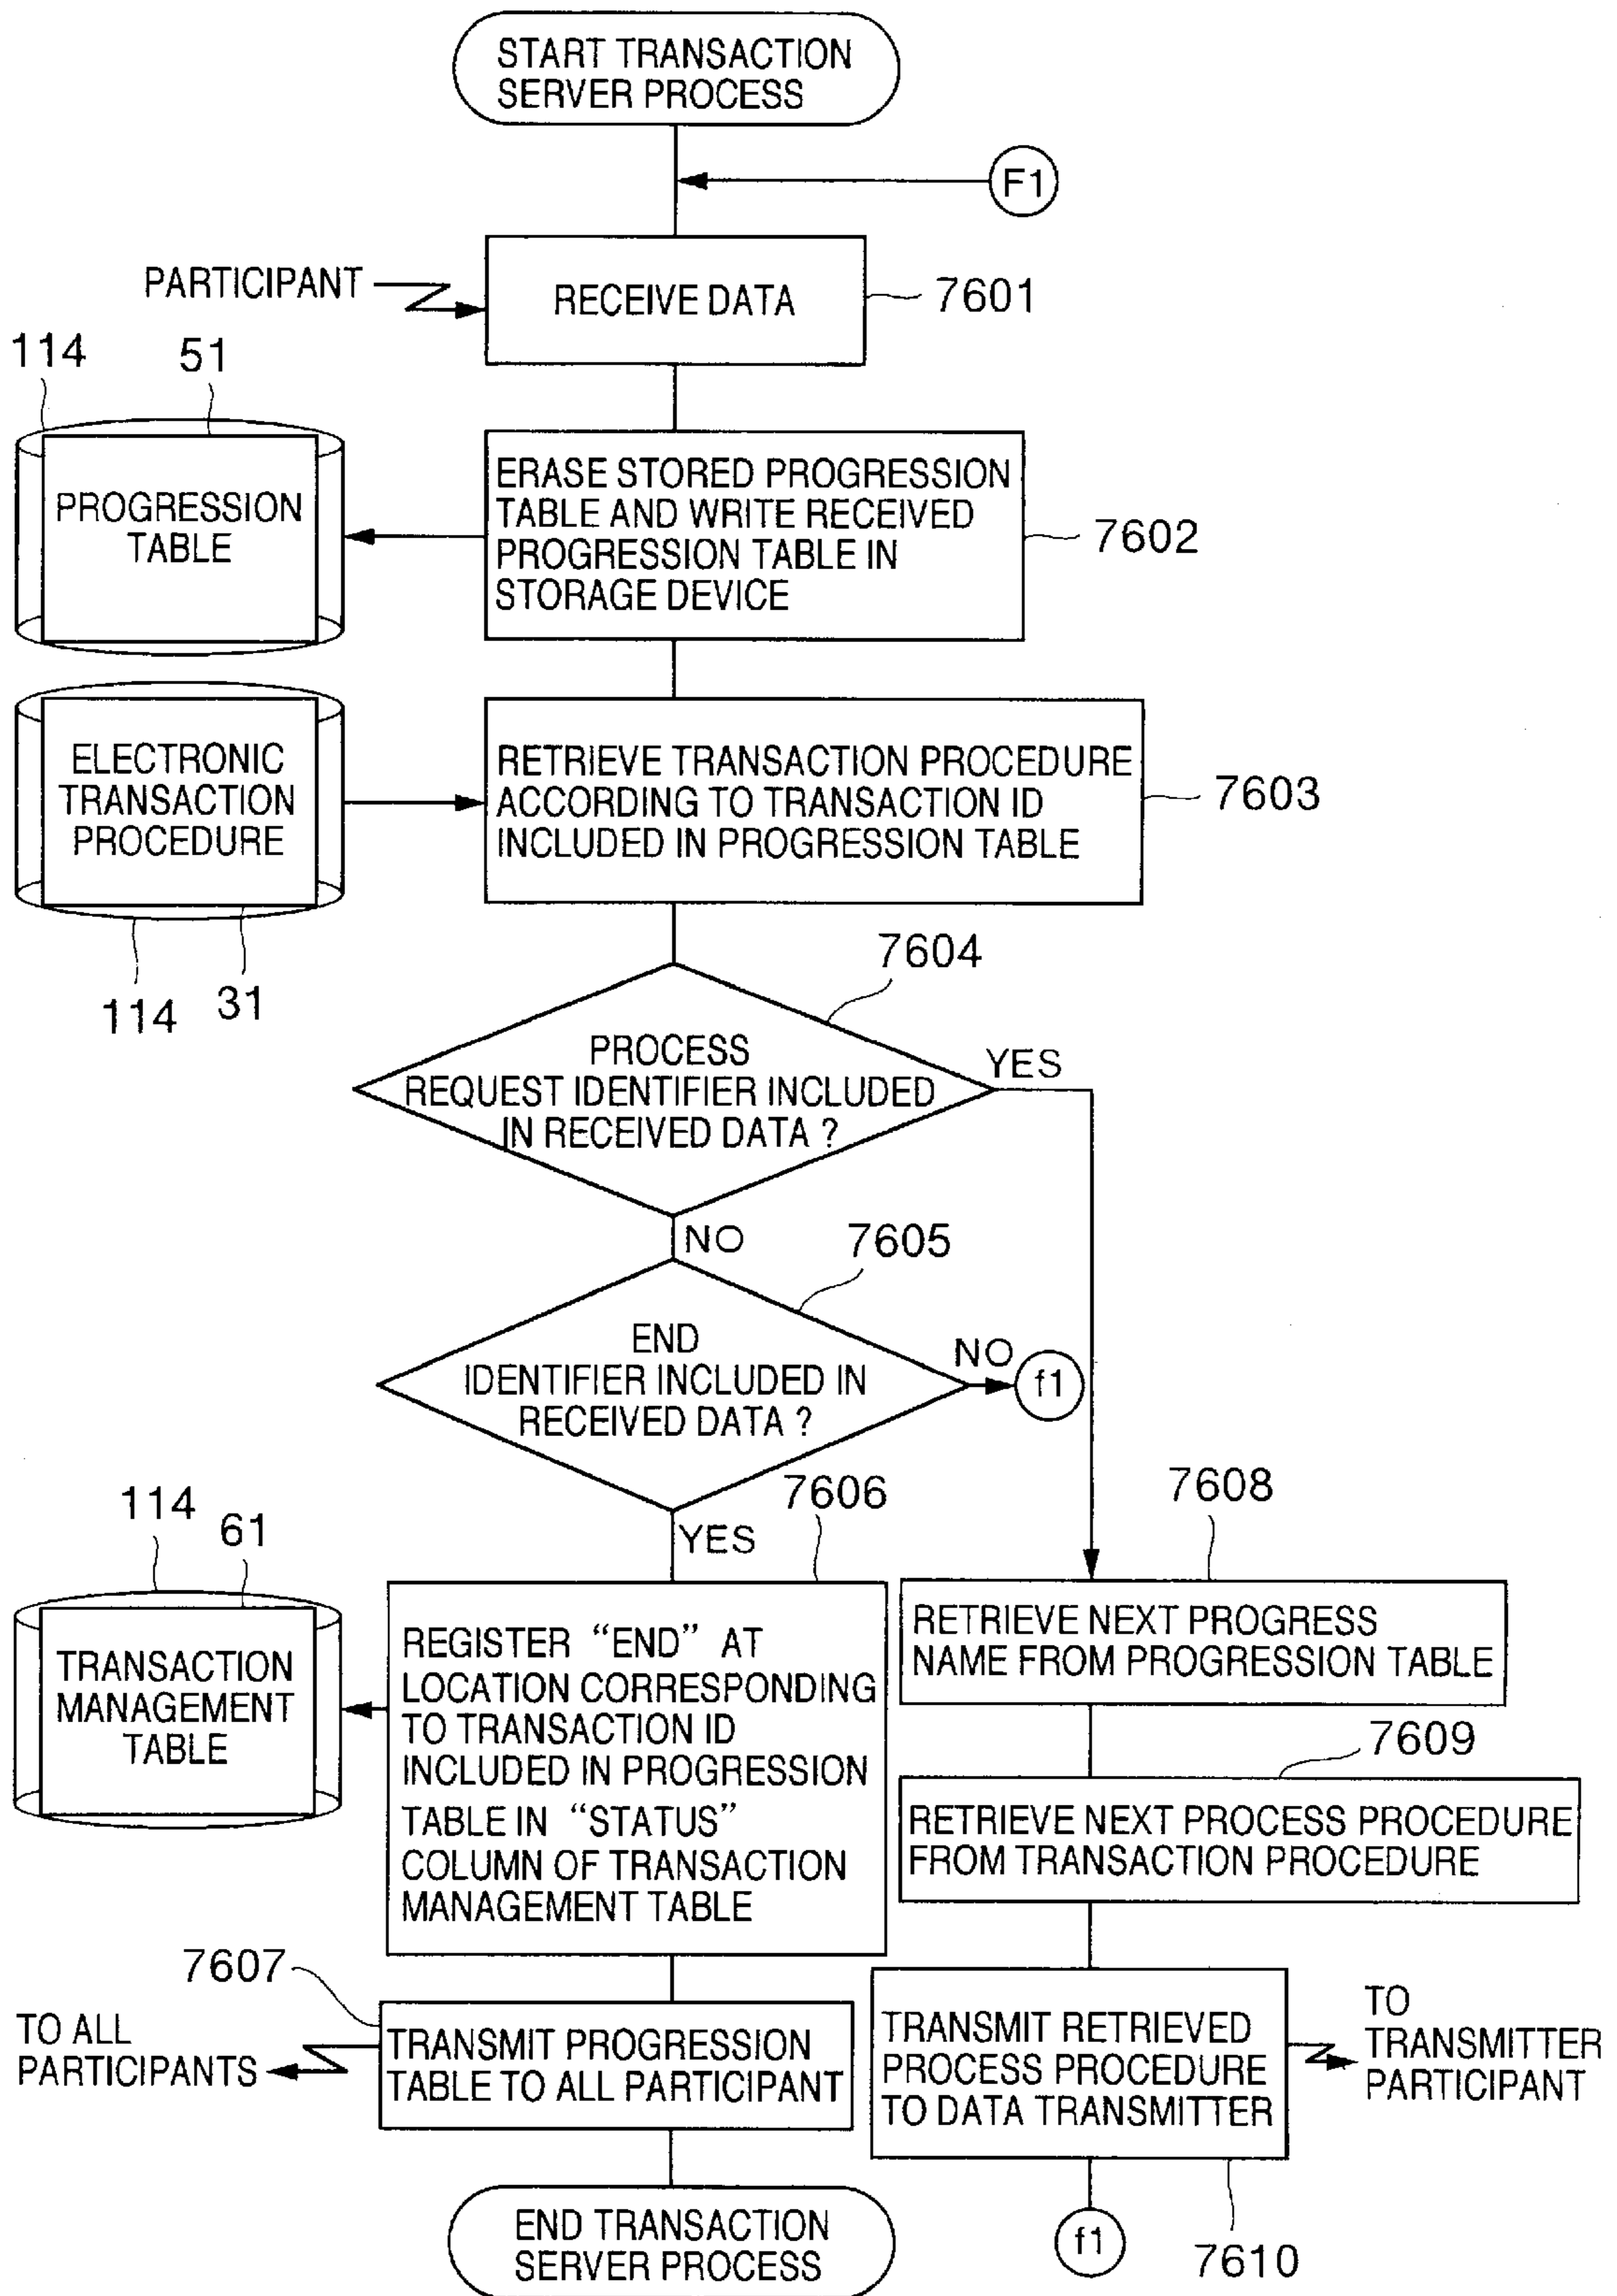 START TRANSACTION
SERVER PROCESS
F1
PARTICIPANT
RECEIVE DATA
7601
114
51
PROGRESSION
TABLE
ERASE STORED PROGRESSION
TABLE AND WRITE RECEIVED
PROGRESSION TABLE IN
STORAGE DEVICE
7602
ELECTRONIC
TRANSACTION
PROCEDURE
114
31
RETRIEVE TRANSACTION PROCEDURE
ACCORDING TO TRANSACTION ID
INCLUDED IN PROGRESSION TABLE
7603
7604
PROCESS
REQUEST IDENTIFIER INCLUDED
IN RECEIVED DATA ?
YES
NO
7605
END
IDENTIFIER INCLUDED IN
RECEIVED DATA ?
NO
f1
YES
7606
114
61
TRANSACTION
MANAGEMENT
TABLE
REGISTER “END” AT
LOCATION CORRESPONDING
TO TRANSACTION ID
INCLUDED IN PROGRESSION
TABLE IN “STATUS”
COLUMN OF TRANSACTION
MANAGEMENT TABLE
7608
RETRIEVE NEXT PROGRESS
NAME FROM PROGRESSION TABLE
7609
RETRIEVE NEXT PROCESS PROCEDURE
FROM TRANSACTION PROCEDURE
7607
TO ALL
PARTICIPANTS
TRANSMIT PROGRESSION
TABLE TO ALL PARTICIPANT
TRANSMIT RETRIEVED
PROCESS PROCEDURE
TO DATA TRANSMITTER
TO
TRANSMITTER
PARTICIPANT
7610
END TRANSACTION
SERVER PROCESS
f1